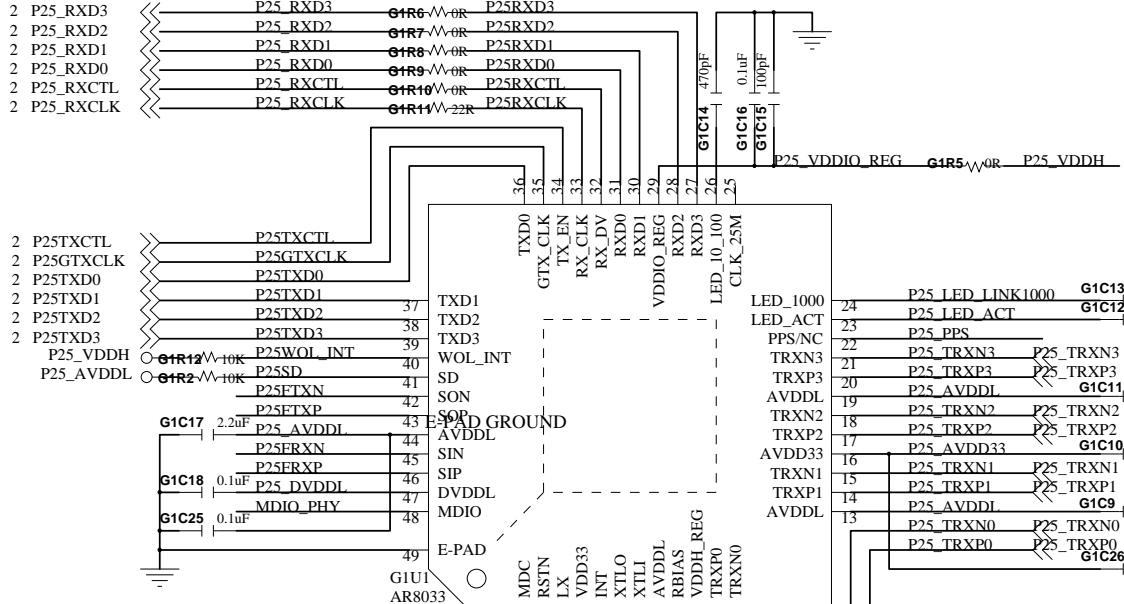 2 P25_RXD3 P25_RXD3 G1R6 0R P25RXD3
2 P25_RXD2 P25_RXD2 G1R7 0R P25RXD2
2 P25_RXD1 P25_RXD1 G1R8 0R P25RXD1
2 P25_RXD0 P25_RXD0 G1R9 0R P25RXD0
2 P25_RXCTL P25_RXCTL G1R10 0R P25RXCTL
2 P25_RXCLK P25_RXCLK G1R11 22R P25RXCLK
470pF 0.1uF 100pF
G1C14 G1C16 G1C15
P25_VDDIO_REG G1R5 0R P25_VDDH
36 35 34 33 32 31 30 29 28 27 26 25
TXD0 GTX_CLK TX_EN RX_CLK RX_DV RXD0 RXD1 VDDIO_REG RXD2 RXD3 LED_10_100 CLK_25M
2 P25TXCTL P25TXCTL
2 P25GTXCLK P25GTXCLK
2 P25TXD0 P25TXD0
2 P25TXD1 P25TXD1 37 TXD1
2 P25TXD2 P25TXD2 38 TXD2
2 P25TXD3 P25TXD3 39 TXD3
P25_VDDH G1R12 10K P25WOL_INT 40 WOL_INT
P25_AVDDL G1R2 10K P25SD 41 SD
P25FTXN 42 SON
P25FTXP 43 SOP
E-PAD GROUND
G1C17 2.2uF P25_AVDDL 44 AVDDL
P25FRXN 45 SIN
P25FRXP 46 SIP
G1C18 0.1uF P25_DVDDL 47 DVDDL
MDIO_PHY 48 MDIO
G1C25 0.1uF
49 E-PAD
G1U1
AR8033
MDC RSTN LX VDD33 INT XTLO XTLI AVDDL RBIAS VDDH_REG TRXP0 TRXN0
LED_1000 24 P25_LED_LINK1000 G1C13
LED_ACT 23 P25_LED_ACT G1C12
PPS/NC 22 P25_PPS
TRXN3 21 P25_TRXN3 P25_TRXN3
TRXP3 20 P25_TRXP3 P25_TRXP3
AVDDL 19 P25_AVDDL G1C11
TRXN2 18 P25_TRXN2 P25_TRXN2
TRXP2 17 P25_TRXP2 P25_TRXP2
AVDD33 16 P25_AVDD33 G1C10
TRXN1 15 P25_TRXN1 P25_TRXN1
TRXP1 14 P25_TRXP1 P25_TRXP1
AVDDL 13 P25_AVDDL G1C9
P25_TRXN0 P25_TRXN0
P25_TRXP0 P25_TRXP0
G1C26